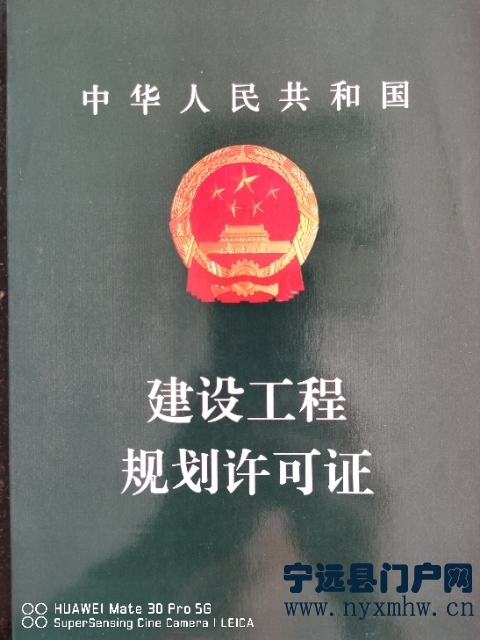 中华人民共和国
建设工程
规划许可证
宁远县门户网
www.nyxmhw.cn
HUAWEI Mate 30 Pro 5G
SuperSensing Cine Camera | LEICA